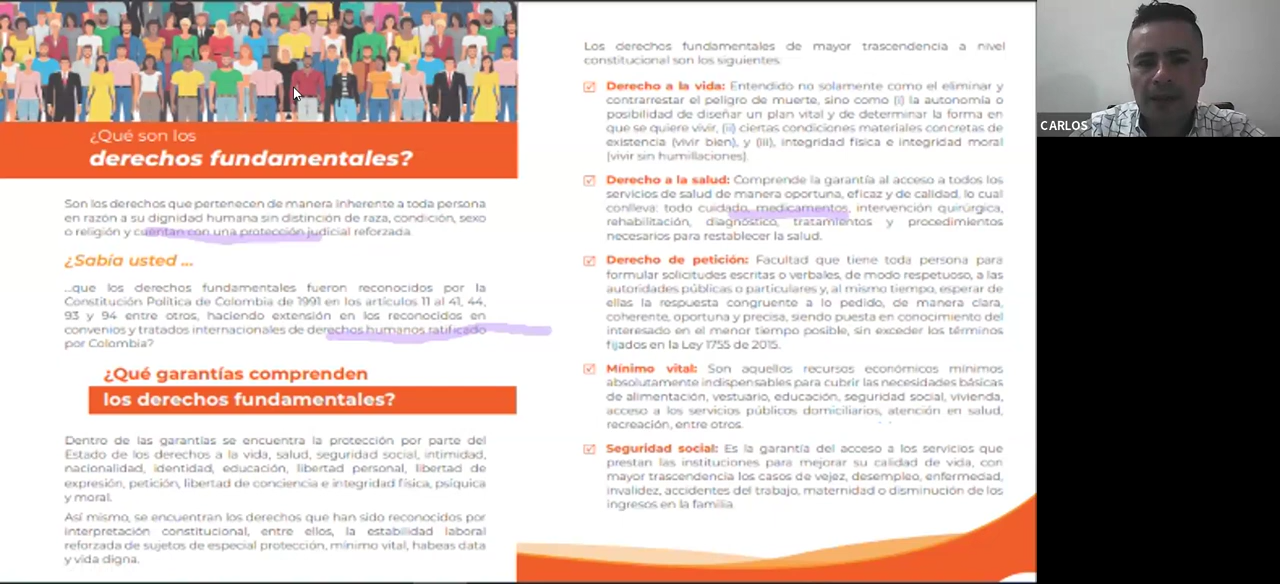 ¿Qué son los
derechos fundamentales?
Son los derechos que pertenecen de manera inherente a toda persona
en razón a su dignidad humana sin distinción de raza, condición, sexo
o religión y cuentan con una protección judicial reforzada.
¿Sabía usted ...
...que los derechos fundamentales fueron reconocidos por la
Constitución Política de Colombia de 1991 en los artículos 11 al 41, 44,
93 y 94 entre otros, haciendo extensión en los reconocidos en
convenios y tratados internacionales de derechos humanos ratificado
por Colombia?
¿Qué garantías comprenden
los derechos fundamentales?
Dentro de las garantías se encuentra la protección por parte del
Estado de los derechos a la vida, salud, seguridad social, intimidad,
nacionalidad, identidad, educación, libertad personal, libertad de
expresión, petición, libertad de conciencia e integridad física, psíquica
y moral.
Así mismo, se encuentran los derechos que han sido reconocidos por
interpretación constitucional, entre ellos, la estabilidad laboral
reforzada de sujetos de especial protección, mínimo vital, habeas data
y vida digna.
Los derechos fundamentales de mayor trascendencia a nivel
constitucional son los siguientes:
Derecho a la vida: Entendido no solamente como el eliminar y
contrarrestar el peligro de muerte, sino como (i) la autonomía o
posibilidad de diseñar un plan vital y de determinar la forma en
que se quiere vivir, (ii) ciertas condiciones materiales concretas de
existencia (vivir bien), y (iii), integridad física e integridad moral
(vivir sin humillaciones).
Derecho a la salud: Comprende la garantía al acceso a todos los
servicios de salud de manera oportuna, eficaz y de calidad, lo cual
conlleva: todo cuidado, medicamentos, intervención quirúrgica,
rehabilitación, diagnóstico, tratamientos y procedimientos
necesarios para restablecer la salud.
Derecho de petición: Facultad que tiene toda persona para
formular solicitudes escritas o verbales, de modo respetuoso, a las
autoridades públicas o particulares y, al mismo tiempo, esperar de
ellas la respuesta congruente a lo pedido, de manera clara,
coherente, oportuna y precisa, siendo puesta en conocimiento del
interesado en el menor tiempo posible, sin exceder los términos
fijados en la Ley 1755 de 2015.
Mínimo vital: Son aquellos recursos económicos mínimos
absolutamente indispensables para cubrir las necesidades básicas
de alimentación, vestuario, educación, seguridad social, vivienda,
acceso a los servicios públicos domiciliarios, atención en salud,
recreación, entre otros.
Seguridad social: Es la garantía del acceso a los servicios que
prestan las instituciones para mejorar su calidad de vida, con
mayor trascendencia los casos de vejez, desempleo, enfermedad,
invalidez, accidentes del trabajo, maternidad o disminución de los
ingresos en la familia.
CARLOS